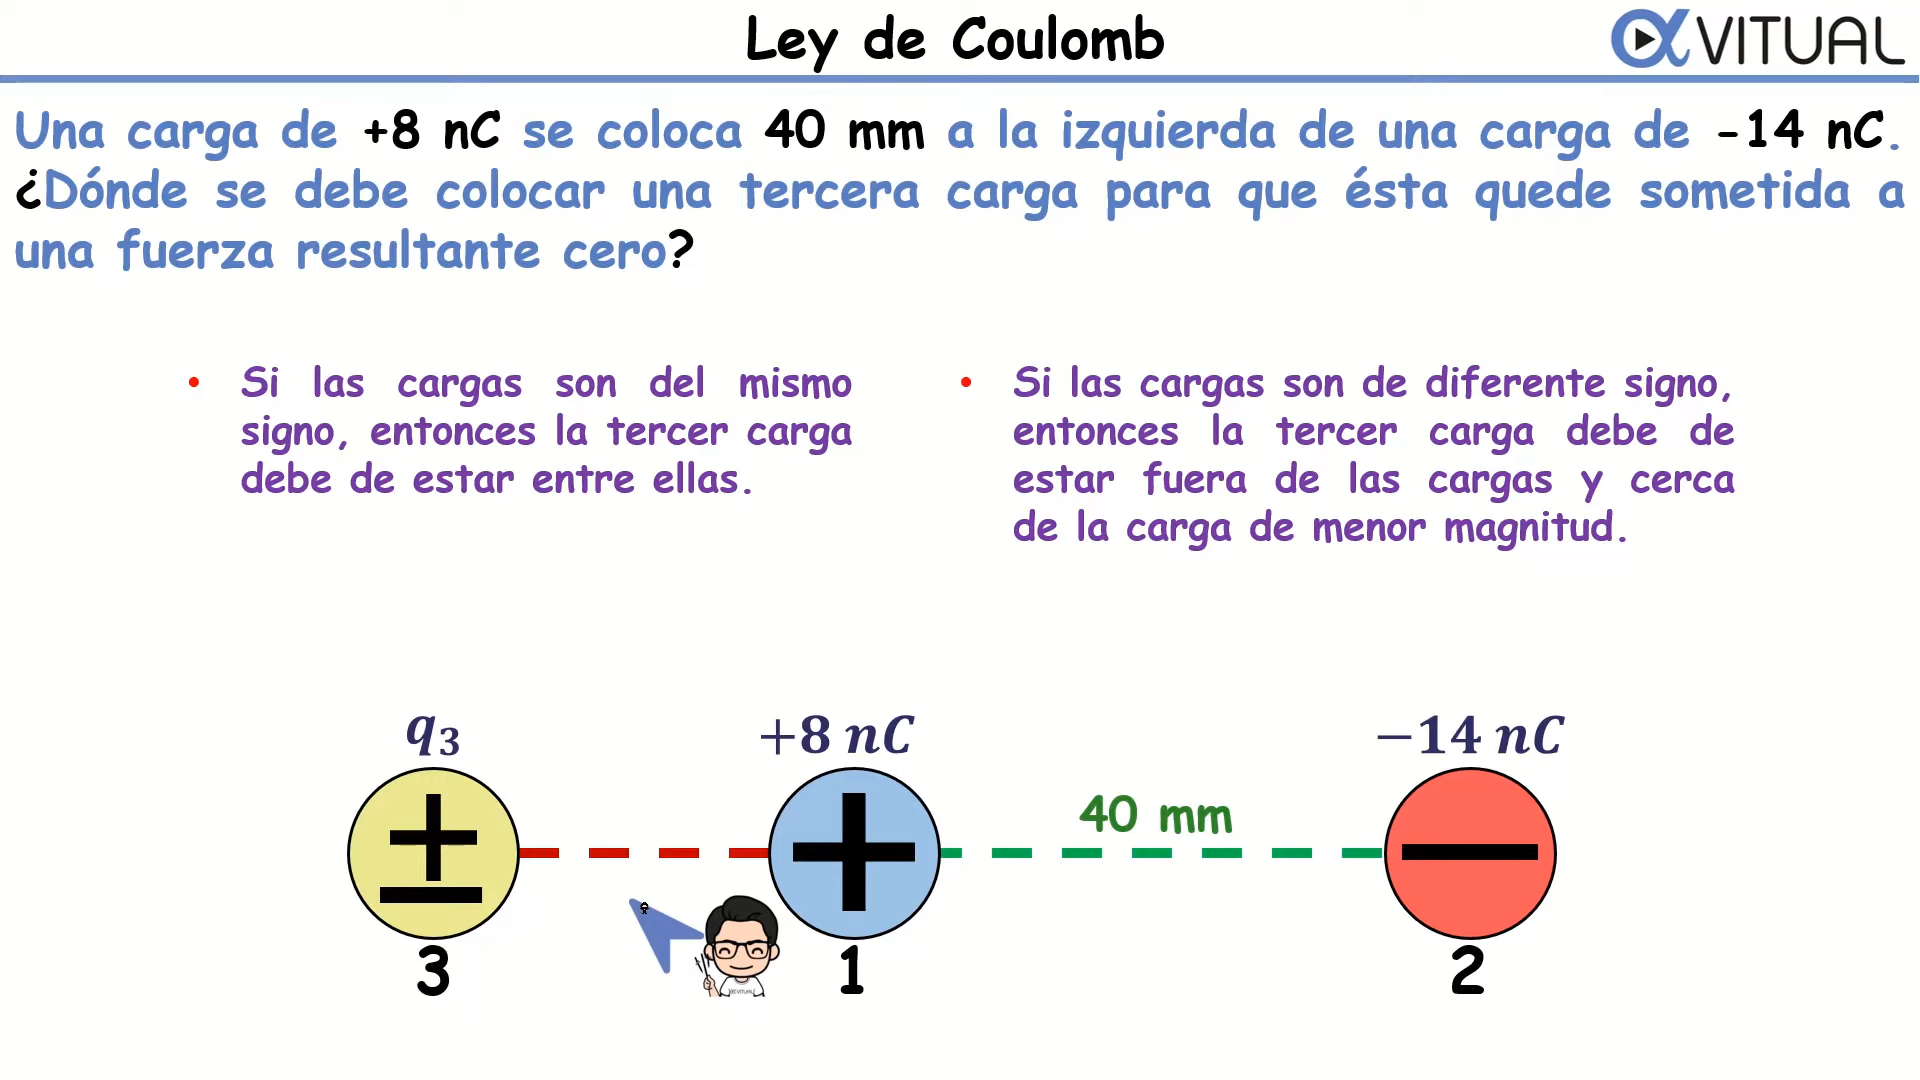 Ley de Coulomb
αVITUAL
Una carga de +8 nC se coloca 40 mm a la izquierda de una carga de -14 nC.
¿Dónde se debe colocar una tercera carga para que ésta quede sometida a
una fuerza resultante cero?
• Si las cargas son del mismo
signo, entonces la tercer carga
debe de estar entre ellas.
• Si las cargas son de diferente signo,
entonces la tercer carga debe de
estar fuera de las cargas y cerca
de la carga de menor magnitud.
q₃
+8 nC
−14 nC
40 mm
±
+
−
αVITUAL
3
1
2